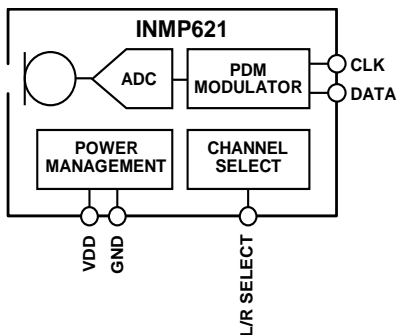 INMP621
ADC
PDM
MODULATOR
CLK
DATA
POWER
MANAGEMENT
CHANNEL
SELECT
VDD
GND
L/R SELECT